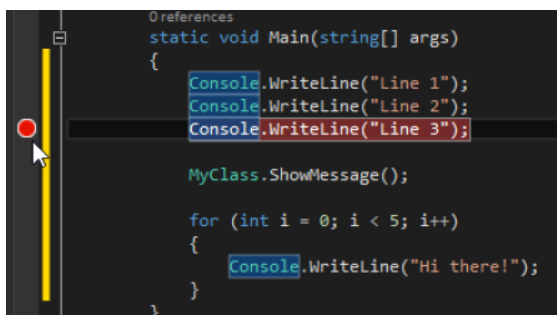 0 references
static void Main(string[] args)
{
Console.WriteLine("Line 1");
Console.WriteLine("Line 2");
Console.WriteLine("Line 3");
MyClass.ShowMessage();
for (int i = 0; i < 5; i++)
{
Console.WriteLine("Hi there!");
}
}